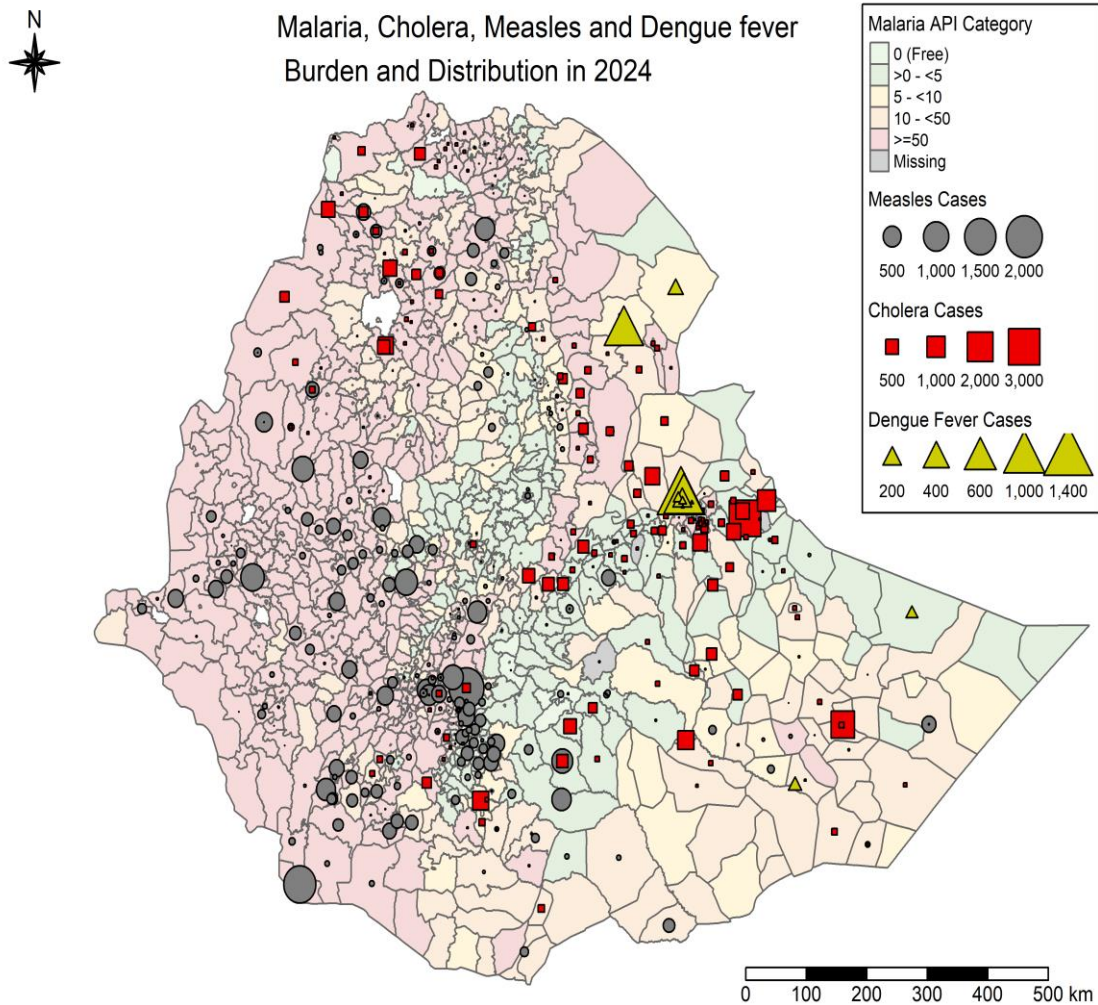 N
Malaria, Cholera, Measles and Dengue fever
Burden and Distribution in 2024
Malaria API Category
0 (Free)
>0 - <5
5 - <10
10 - <50
>=50
Missing
Measles Cases
500 1,000 1,500 2,000
Cholera Cases
500 1,000 2,000 3,000
Dengue Fever Cases
200 400 600 1,000 1,400
0 100 200 300 400 500 km